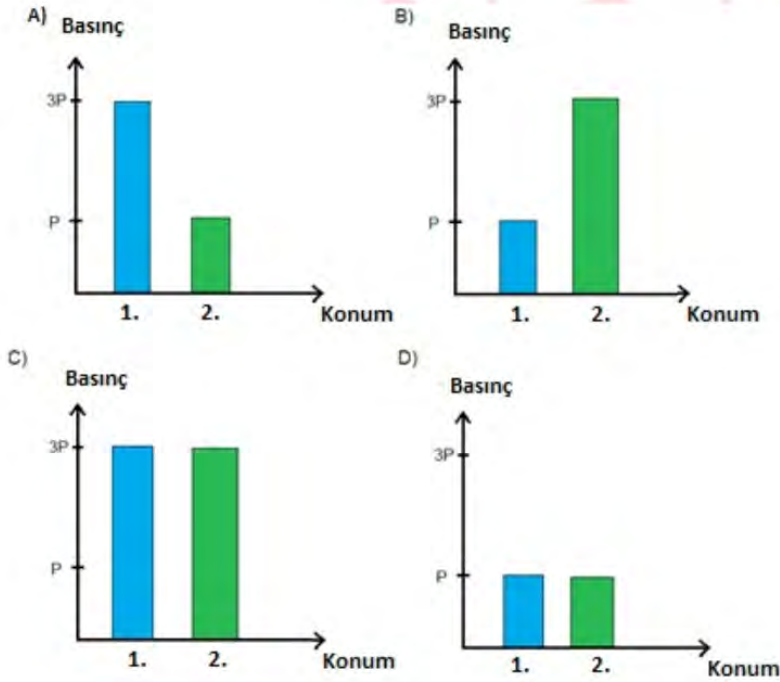 A) Basınç
3P
P
1. 2. Konum
B) Basınç
3P
P
1. 2. Konum
C) Basınç
3P
P
1. 2. Konum
D) Basınç
3P
P
1. 2. Konum